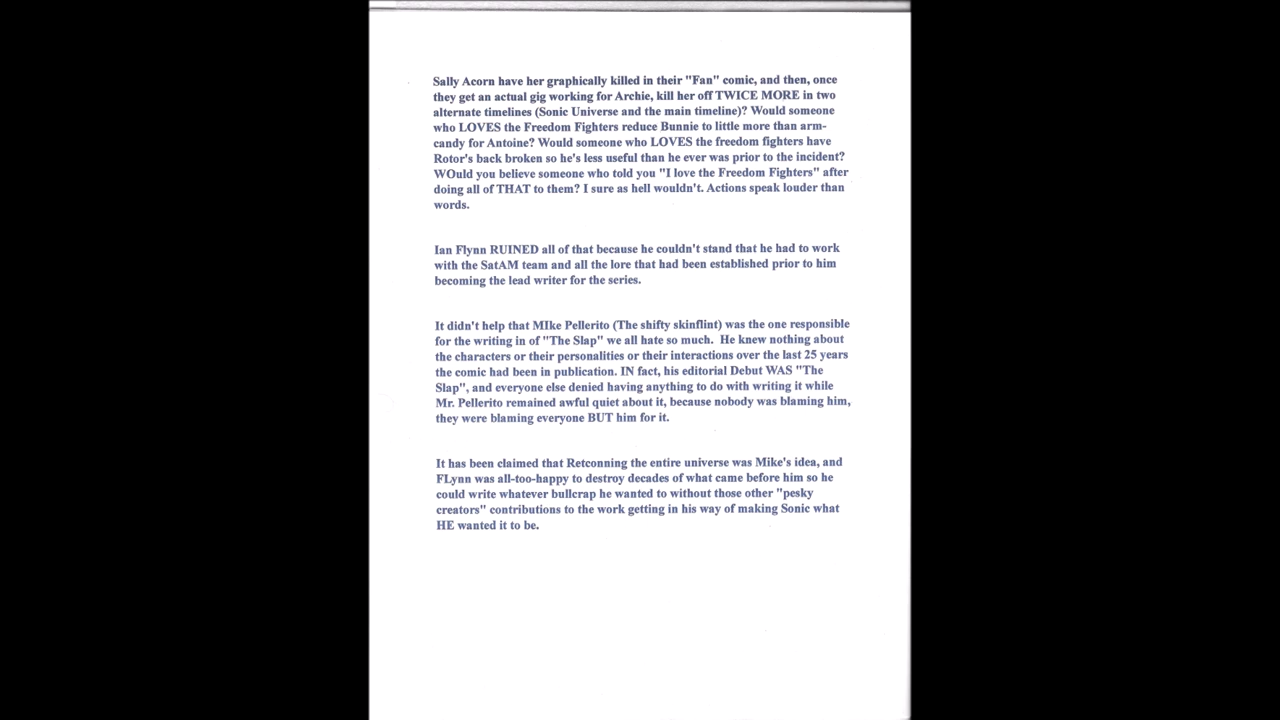 Sally Acorn have her graphically killed in their "Fan" comic, and then, once
they get an actual gig working for Archie, kill her off TWICE MORE in two
alternate timelines (Sonic Universe and the main timeline)? Would someone
who LOVES the Freedom Fighters reduce Bunnie to little more than arm-
candy for Antoine? Would someone who LOVES the freedom fighters have
Rotor's back broken so he's less useful than he ever was prior to the incident?
WOuld you believe someone who told you "I love the Freedom Fighters" after
doing all of THAT to them? I sure as hell wouldn't. Actions speak louder than
words.
Ian Flynn RUINED all of that because he couldn't stand that he had to work
with the SatAM team and all the lore that had been established prior to him
becoming the lead writer for the series.
It didn't help that MIke Pellerito (The shifty skinflint) was the one responsible
for the writing in of "The Slap" we all hate so much.  He knew nothing about
the characters or their personalities or their interactions over the last 25 years
the comic had been in publication. IN fact, his editorial Debut WAS "The
Slap", and everyone else denied having anything to do with writing it while
Mr. Pellerito remained awful quiet about it, because nobody was blaming him,
they were blaming everyone BUT him for it.
It has been claimed that Retconning the entire universe was Mike's idea, and
FLynn was all-too-happy to destroy decades of what came before him so he
could write whatever bullcrap he wanted to without those other "pesky
creators" contributions to the work getting in his way of making Sonic what
HE wanted it to be.